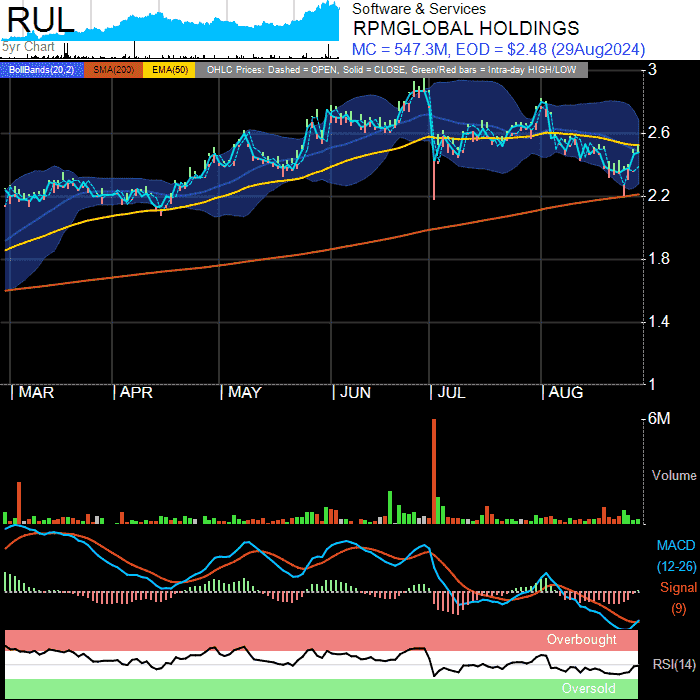 RUL
5yr Chart
Software & Services
RPMGLOBAL HOLDINGS
MC = 547.3M, EOD = $2.48 (29Aug2024)
BollBands(20,2) SMA(200) EMA(50) OHLC Prices: Dashed = OPEN, Solid = CLOSE, Green/Red bars = Intra-day HIGH/LOW
3
2.6
2.2
1.8
1.4
1
MAR APR MAY JUN JUL AUG
6M
Volume
MACD
(12-26)
Signal
(9)
Overbought
RSI(14)
Oversold